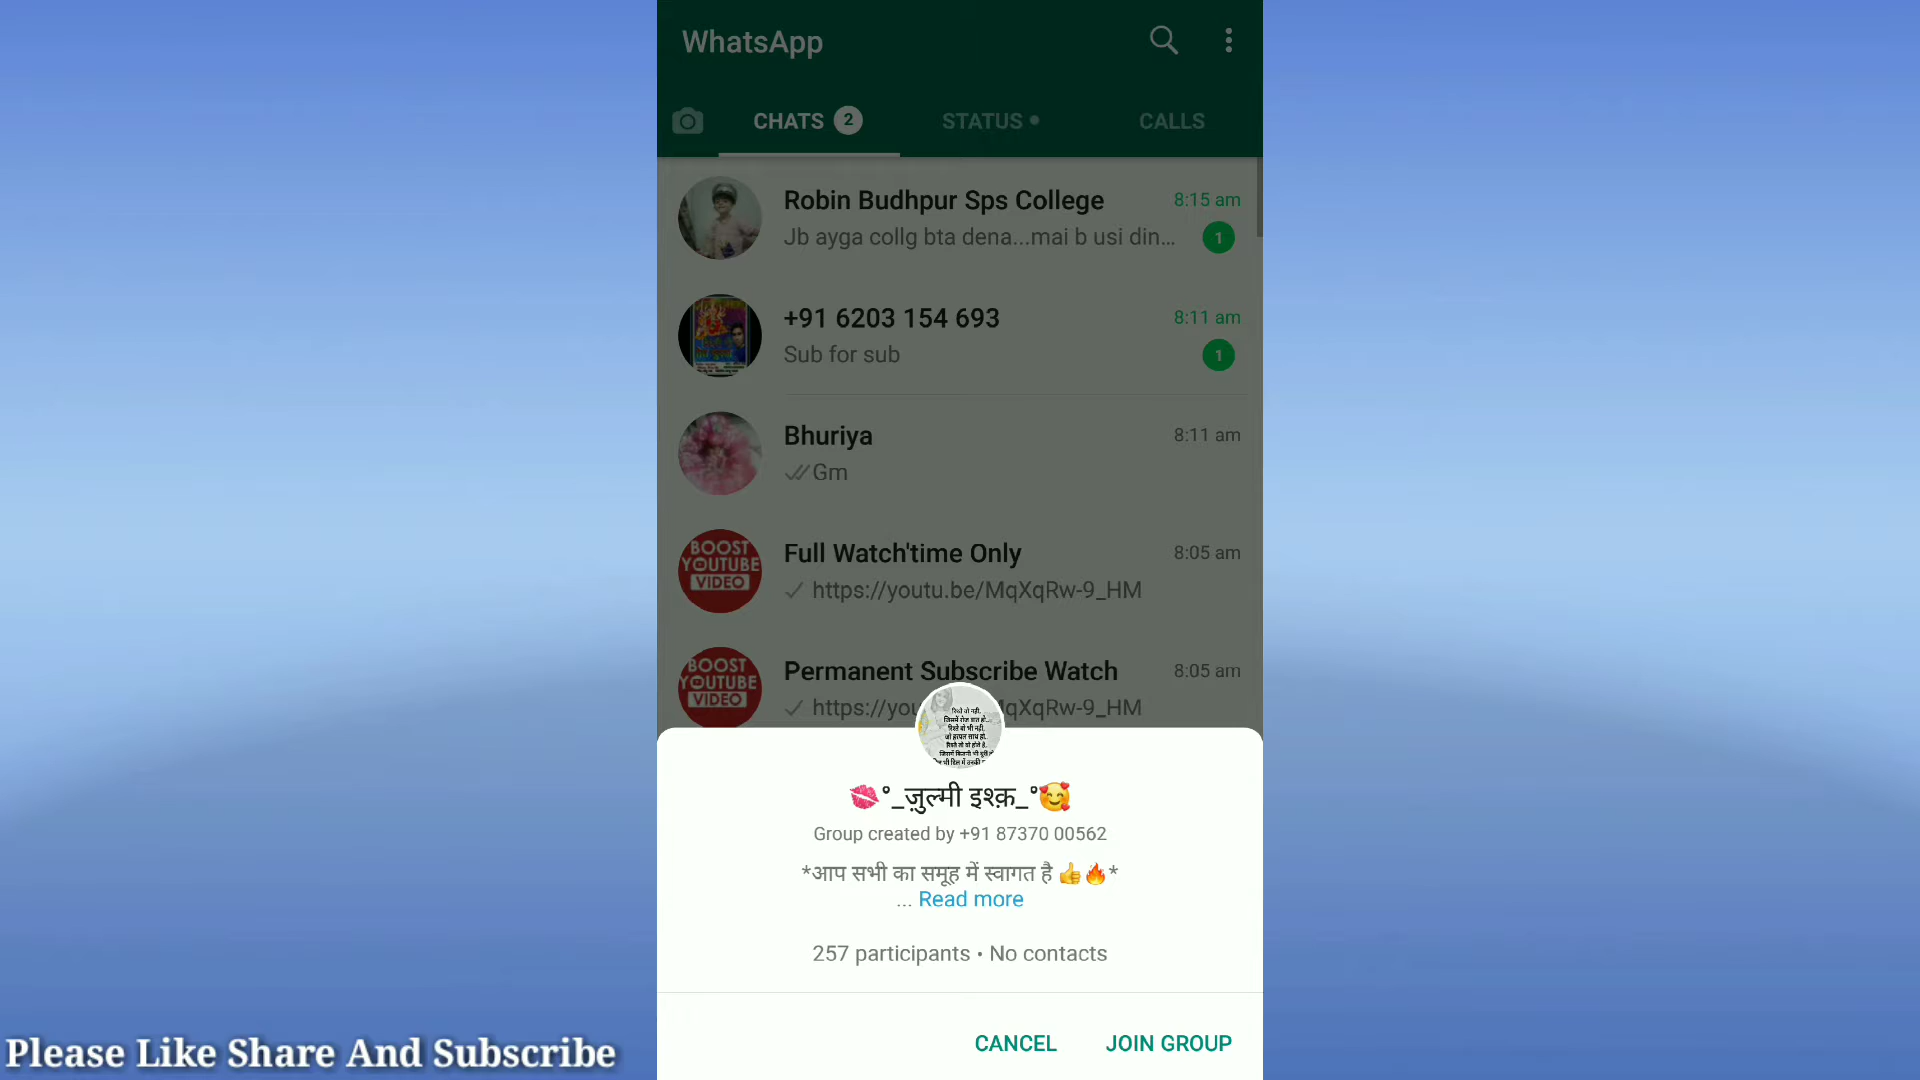 WhatsApp
CHATS 2
STATUS
CALLS
Robin Budhpur Sps College 8:15 am
Jb ayga collg bta dena...mai b usi din... 1
+91 6203 154 693 8:11 am
Sub for sub 1
Bhuriya 8:11 am
Gm
BOOST YOUTUBE VIDEO
Full Watch'time Only 8:05 am
https://youtu.be/MqXqRw-9_HM
BOOST YOUTUBE VIDEO
Permanent Subscribe Watch 8:05 am
https://you qXqRw-9_HM
💋°_ज़ुल्मी इश्क़_°🥰
Group created by +91 87370 00562
*आप सभी का समूह में स्वागत है 👍🔥*
... Read more
257 participants • No contacts
CANCEL JOIN GROUP
Please Like Share And Subscribe